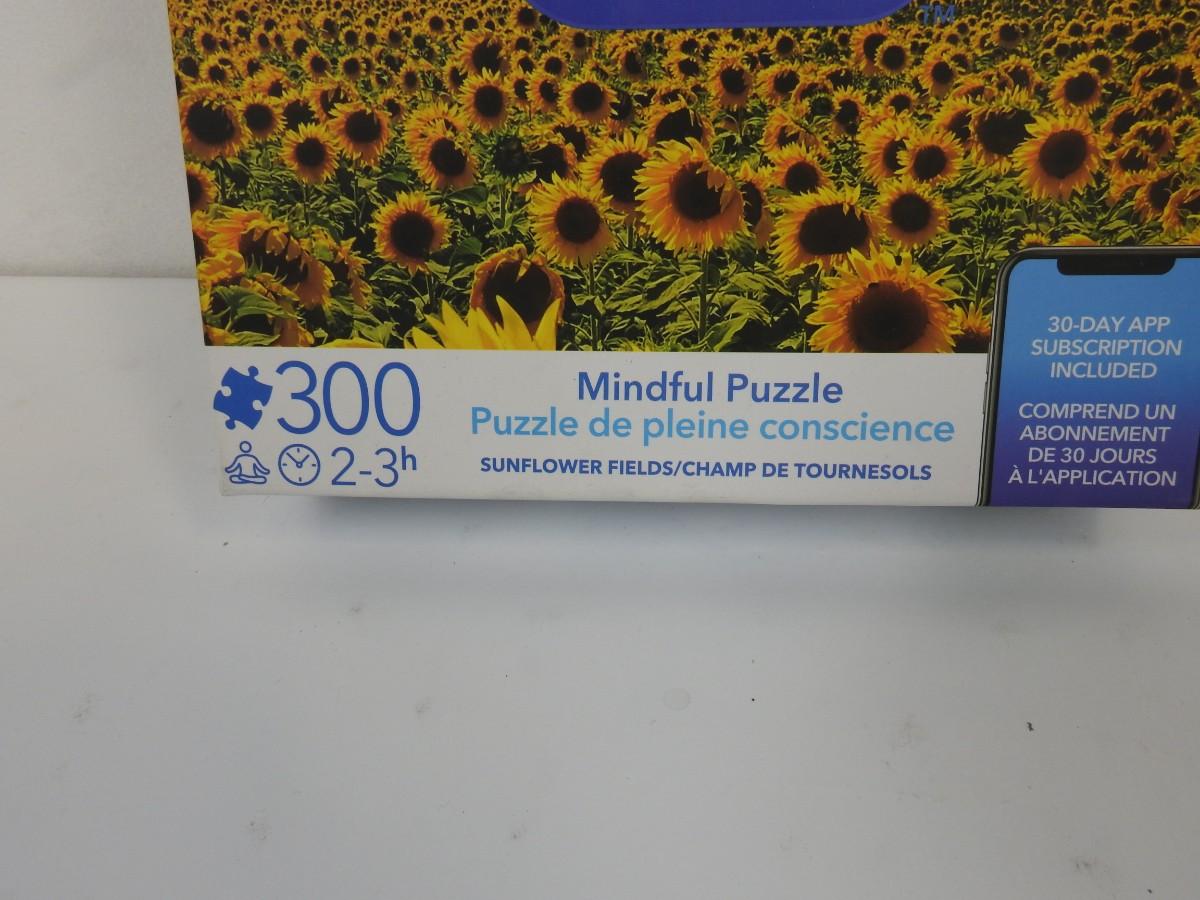 TM
300
2-3h
Mindful Puzzle
Puzzle de pleine conscience
SUNFLOWER FIELDS/CHAMP DE TOURNESOLS
30-DAY APP
SUBSCRIPTION
INCLUDED
COMPREND UN
ABONNEMENT
DE 30 JOURS
À L'APPLICATION